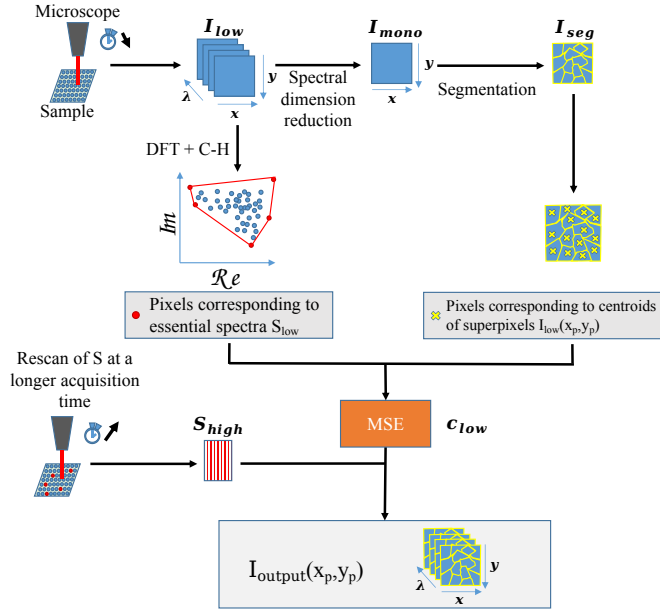 Microscope
Sample
I_low
y
x
λ
Spectral
dimension
reduction
I_mono
y
x
Segmentation
I_seg
DFT + C-H
Im
Re
Pixels corresponding to
essential spectra S_low
Pixels corresponding to centroids
of superpixels I_low(x_p,y_p)
Rescan of S at a
longer acquisition
time
S_high
MSE
c_low
I_output(x_p,y_p)
y
λ
x